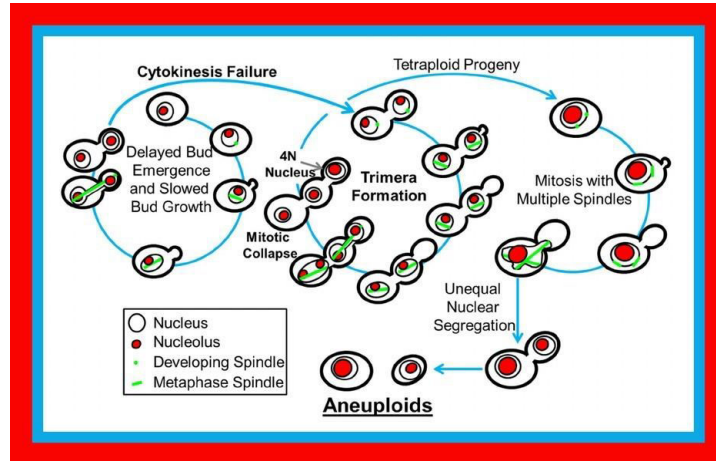 Cytokinesis Failure
Tetraploid Progeny
Delayed Bud
Emergence
and Slowed
Bud Growth
4N
Nucleus
Trimera
Formation
Mitotic
Collapse
Mitosis with
Multiple Spindles
Unequal
Nuclear
Segregation
Nucleus
Nucleolus
Developing Spindle
Metaphase Spindle
Aneuploids